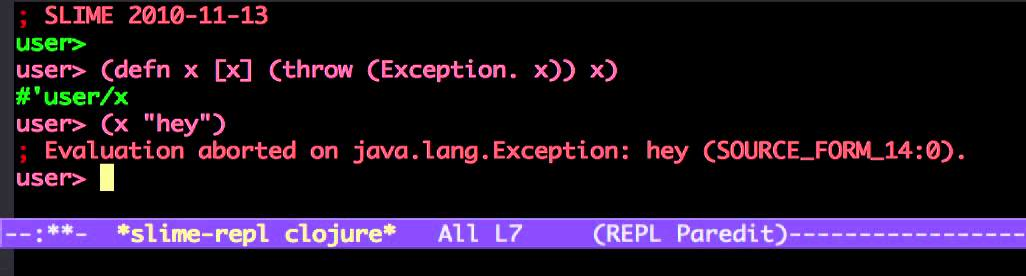 ; SLIME 2010-11-13
user>
user> (defn x [x] (throw (Exception. x)) x)
#'user/x
user> (x "hey")
; Evaluation aborted on java.lang.Exception: hey (SOURCE_FORM_14:0).
user>
--:**-  *slime-repl clojure*   All L7     (REPL Paredit)-----------------